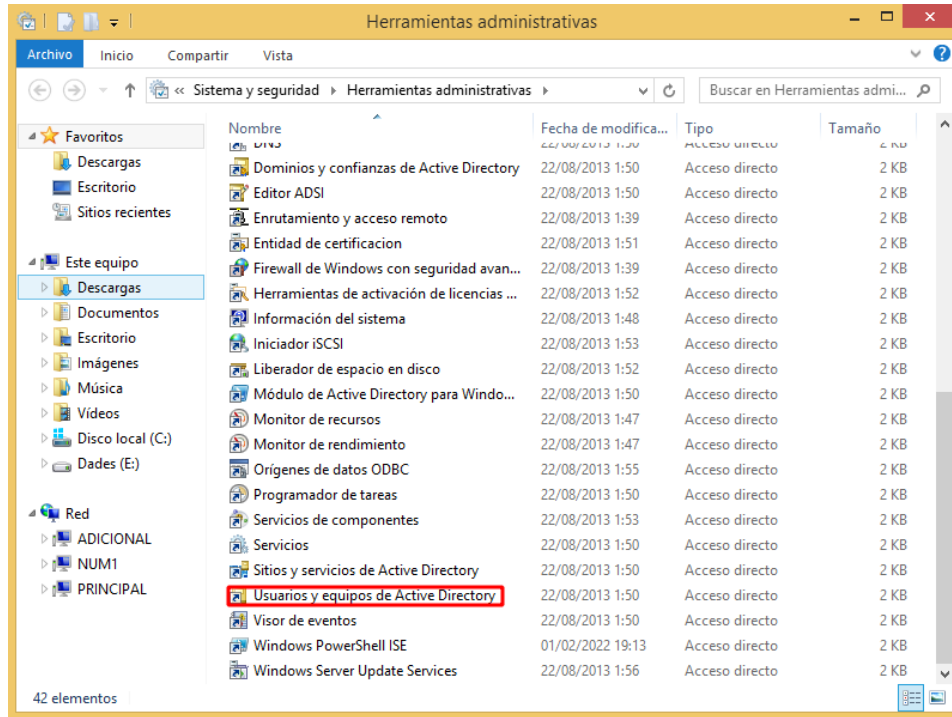 Herramientas administrativas
Archivo Inicio Compartir Vista
« Sistema y seguridad Herramientas administrativas Buscar en Herramientas admi...
Favoritos
Descargas
Escritorio
Sitios recientes
Este equipo
Descargas
Documentos
Escritorio
Imágenes
Música
Vídeos
Disco local (C:)
Dades (E:)
Red
ADICIONAL
NUM1
PRINCIPAL
Nombre Fecha de modifica... Tipo Tamaño
DNS 22/08/2013 1:50 Acceso directo 2 KB
Dominios y confianzas de Active Directory 22/08/2013 1:50 Acceso directo 2 KB
Editor ADSI 22/08/2013 1:50 Acceso directo 2 KB
Enrutamiento y acceso remoto 22/08/2013 1:39 Acceso directo 2 KB
Entidad de certificacion 22/08/2013 1:51 Acceso directo 2 KB
Firewall de Windows con seguridad avan... 22/08/2013 1:39 Acceso directo 2 KB
Herramientas de activación de licencias ... 22/08/2013 1:52 Acceso directo 2 KB
Información del sistema 22/08/2013 1:48 Acceso directo 2 KB
Iniciador iSCSI 22/08/2013 1:53 Acceso directo 2 KB
Liberador de espacio en disco 22/08/2013 1:52 Acceso directo 2 KB
Módulo de Active Directory para Windo... 22/08/2013 1:50 Acceso directo 2 KB
Monitor de recursos 22/08/2013 1:47 Acceso directo 2 KB
Monitor de rendimiento 22/08/2013 1:47 Acceso directo 2 KB
Orígenes de datos ODBC 22/08/2013 1:55 Acceso directo 2 KB
Programador de tareas 22/08/2013 1:50 Acceso directo 2 KB
Servicios de componentes 22/08/2013 1:53 Acceso directo 2 KB
Servicios 22/08/2013 1:50 Acceso directo 2 KB
Sitios y servicios de Active Directory 22/08/2013 1:50 Acceso directo 2 KB
Usuarios y equipos de Active Directory 22/08/2013 1:50 Acceso directo 2 KB
Visor de eventos 22/08/2013 1:50 Acceso directo 2 KB
Windows PowerShell ISE 01/02/2022 19:13 Acceso directo 2 KB
Windows Server Update Services 22/08/2013 1:56 Acceso directo 2 KB
42 elementos